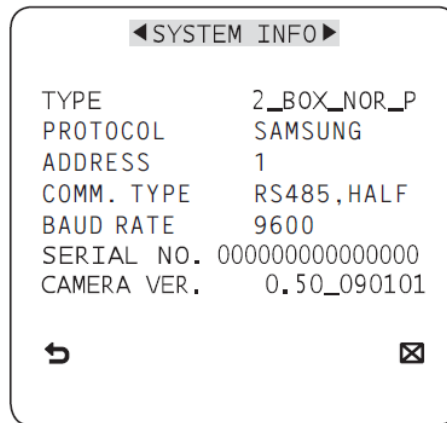 ◀SYSTEM INFO▶
TYPE 2_BOX_NOR_P
PROTOCOL SAMSUNG
ADDRESS 1
COMM. TYPE RS485,HALF
BAUD RATE 9600
SERIAL NO. 000000000000000
CAMERA VER. 0.50_090101